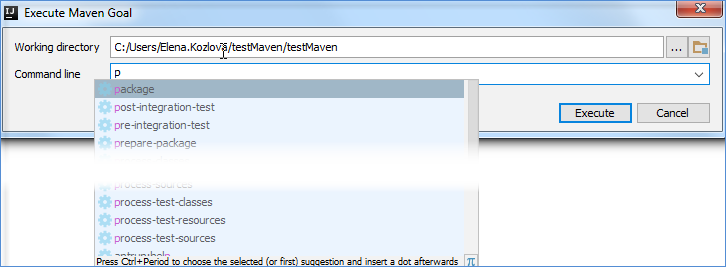 Execute Maven Goal
Working directory C:/Users/Elena.Kozlova/testMaven/testMaven ...
Command line p
package
post-integration-test
pre-integration-test
prepare-package
Execute Cancel
process-sources
process-test-classes
process-test-resources
process-test-sources
antrun:help
Press Ctrl+Period to choose the selected (or first) suggestion and insert a dot afterwards π